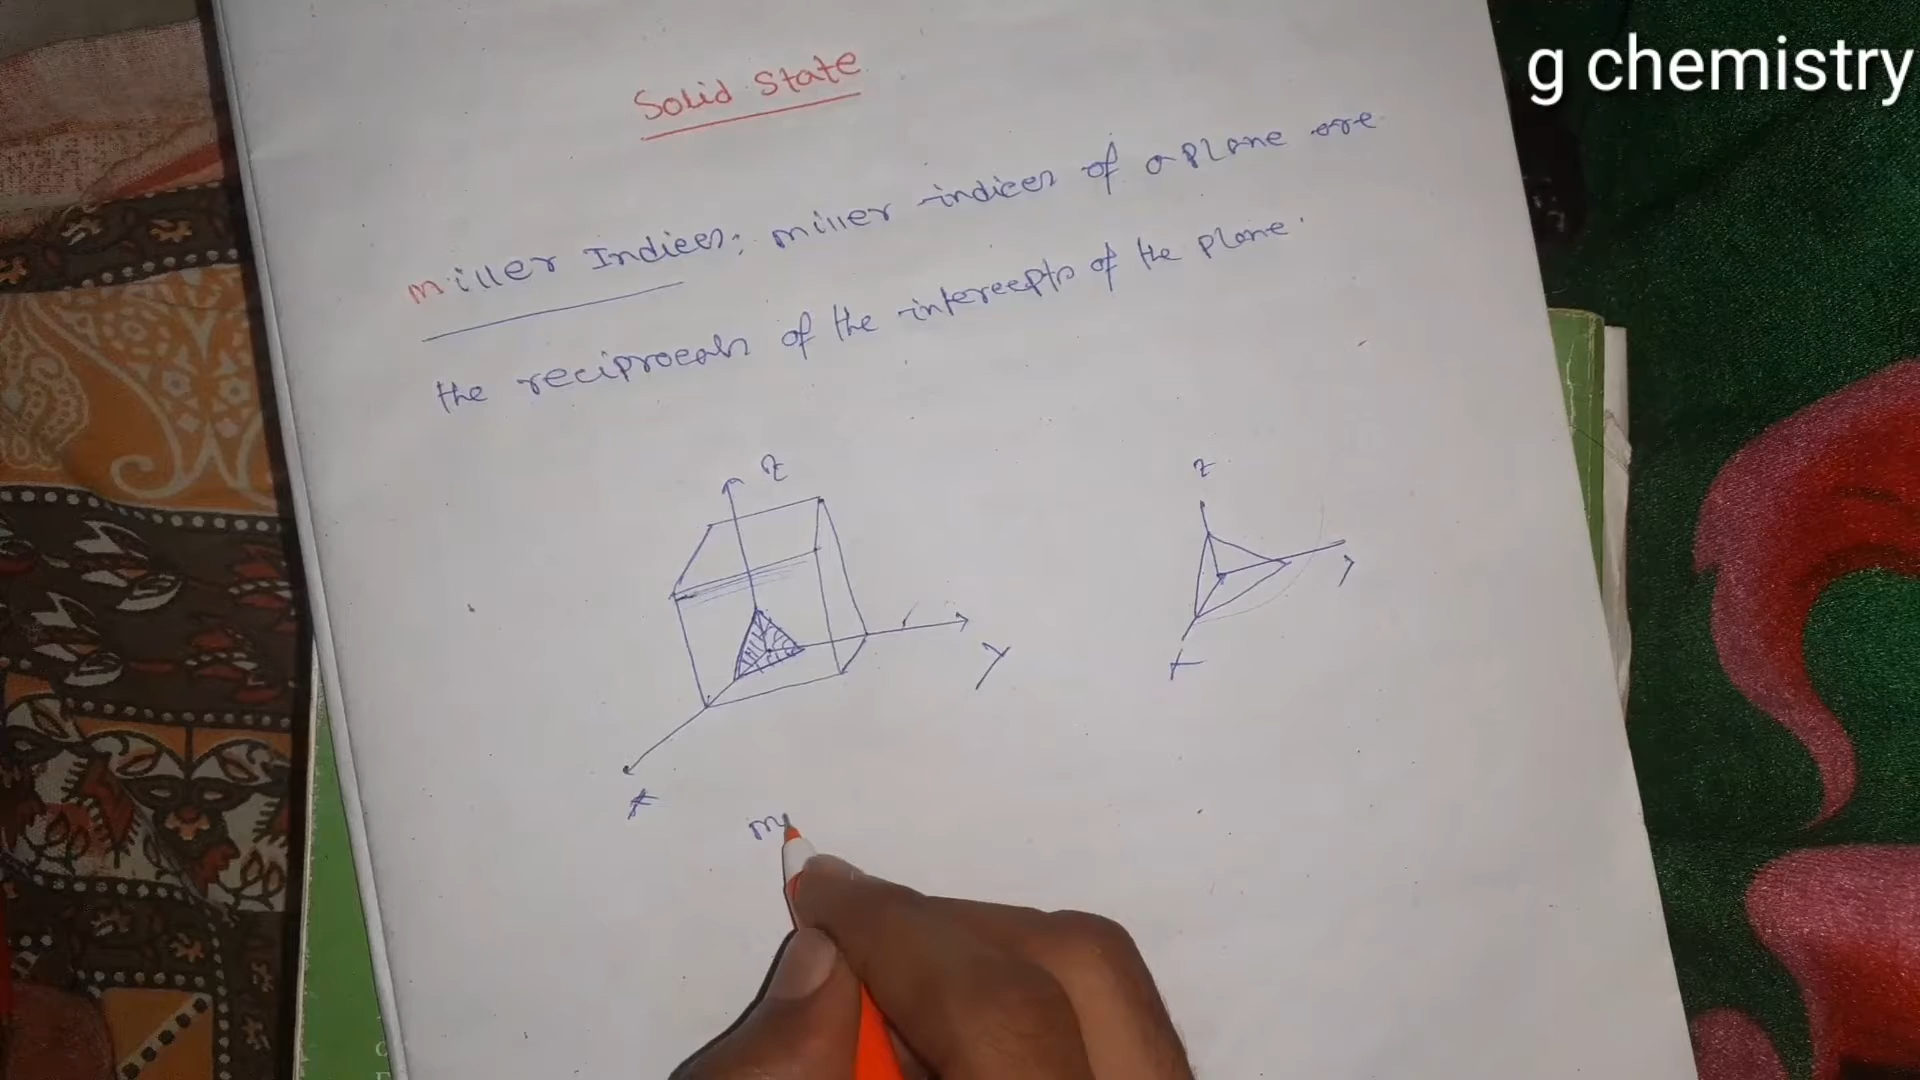 g chemistry
Solid State
Miller Indices; Miller indices of a plane are
the reciprocals of the intercepts of the plane.
z
z
y
y
x
x
m